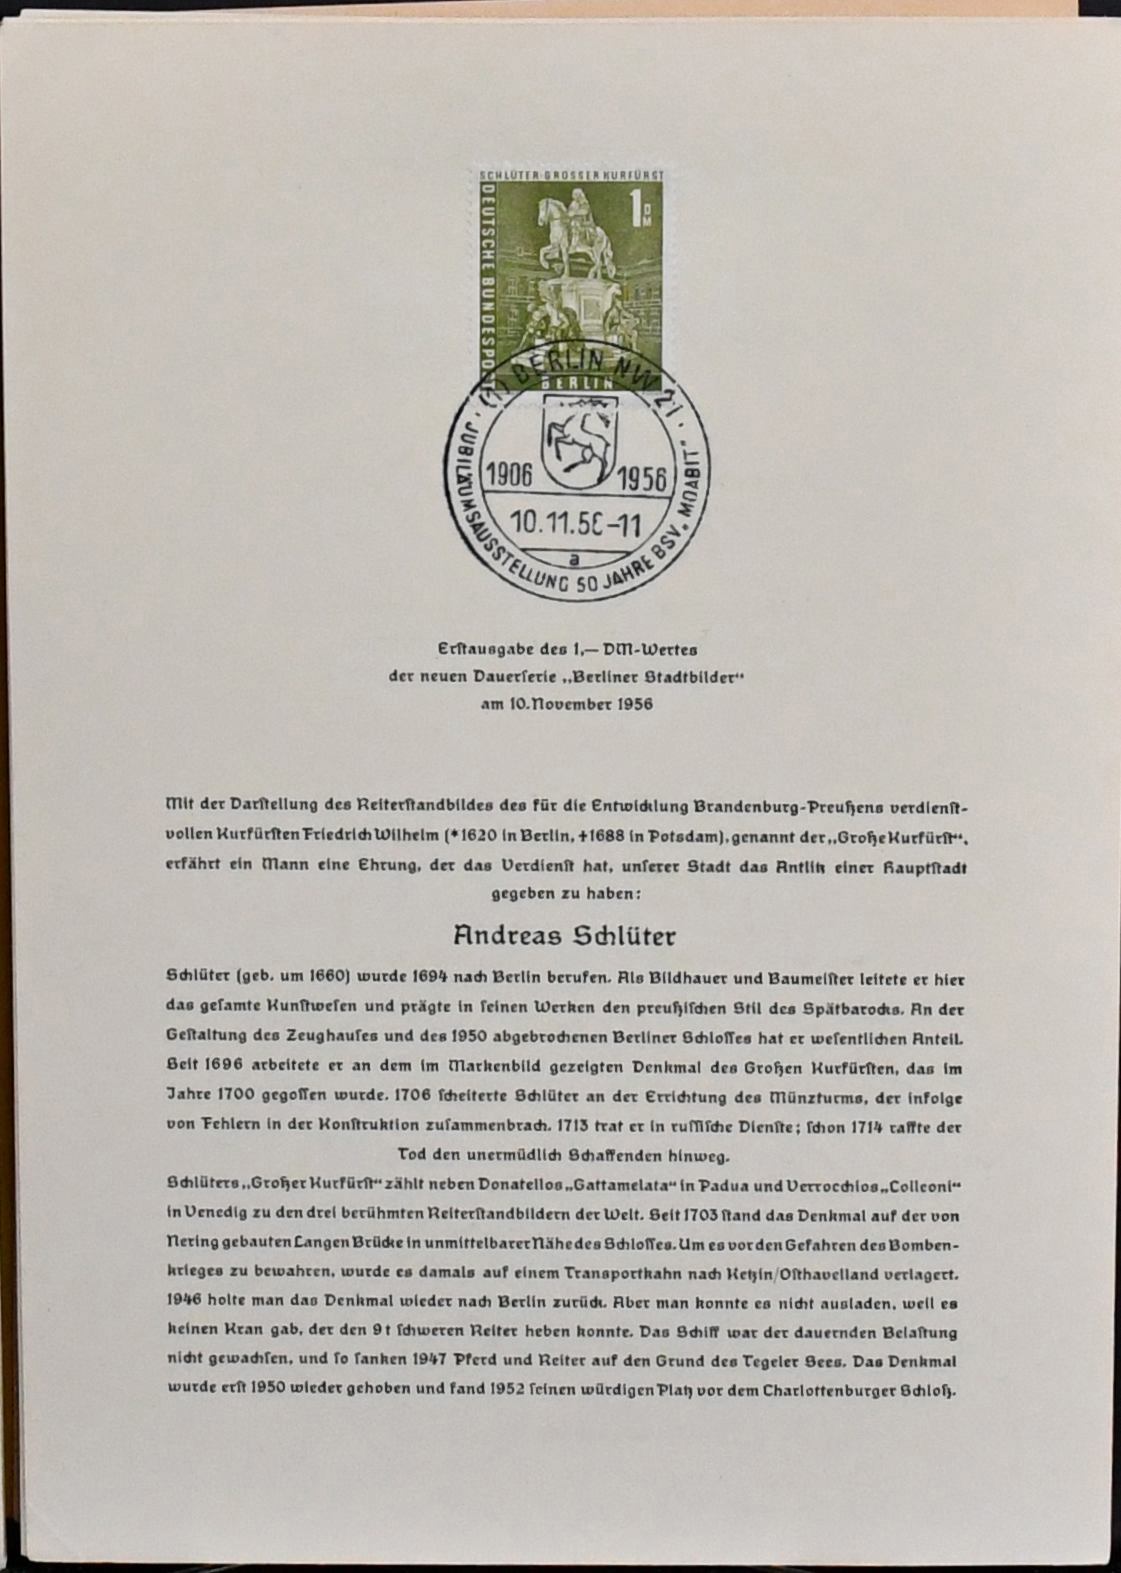 SCHLÜTER·GROSSER KURFÜRST
DEUTSCHE BUNDESPOST
1 DM
BERLIN
(1) BERLIN NW 21
1906 1956
10.11.56-11
a
· JUBILÄUMSAUSSTELLUNG 50 JAHRE BSV. „MOABIT" ·
Erſtausgabe des 1,— DM-Wertes
der neuen Dauerſerie „Berliner Stadtbilder“
am 10. November 1956
Mit der Darſtellung des Reiterſtandbildes des für die Entwicklung Brandenburg-Preußens verdienſt-
vollen Kurfürſten Friedrich Wilhelm (*1620 in Berlin, +1688 in Potsdam), genannt der „Große Kurfürſt“,
erfährt ein Mann eine Ehrung, der das Verdienſt hat, unſerer Stadt das Antlitz einer Hauptſtadt
gegeben zu haben:
Andreas Schlüter
Schlüter (geb. um 1660) wurde 1694 nach Berlin berufen. Als Bildhauer und Baumeiſter leitete er hier
das geſamte Kunſtweſen und prägte in ſeinen Werken den preußiſchen Stil des Spätbarocks. An der
Geſtaltung des Zeughauſes und des 1950 abgebrochenen Berliner Schloſſes hat er weſentlichen Anteil.
Seit 1696 arbeitete er an dem im Markenbild gezeigten Denkmal des Großen Kurfürſten, das im
Jahre 1700 gegoſſen wurde. 1706 ſcheiterte Schlüter an der Errichtung des Münzturms, der infolge
von Fehlern in der Konſtruktion zuſammenbrach. 1713 trat er in ruſſiſche Dienſte; ſchon 1714 raffte der
Tod den unermüdlich Schaffenden hinweg.
Schlüters „Großer Kurfürſt“ zählt neben Donatellos „Gattamelata“ in Padua und Verrocchios „Colleoni“
in Venedig zu den drei berühmten Reiterſtandbildern der Welt. Seit 1703 ſtand das Denkmal auf der von
Nering gebauten Langen Brücke in unmittelbarer Nähe des Schloſſes. Um es vor den Gefahren des Bomben-
krieges zu bewahren, wurde es damals auf einem Transportkahn nach Ketzin/Oſthavelland verlagert.
1946 holte man das Denkmal wieder nach Berlin zurück. Aber man konnte es nicht ausladen, weil es
keinen Kran gab, der den 9 t ſchweren Reiter heben konnte. Das Schiff war der dauernden Belaſtung
nicht gewachſen, und ſo ſanken 1947 Pferd und Reiter auf den Grund des Tegeler Sees. Das Denkmal
wurde erſt 1950 wieder gehoben und fand 1952 ſeinen würdigen Platz vor dem Charlottenburger Schloß.